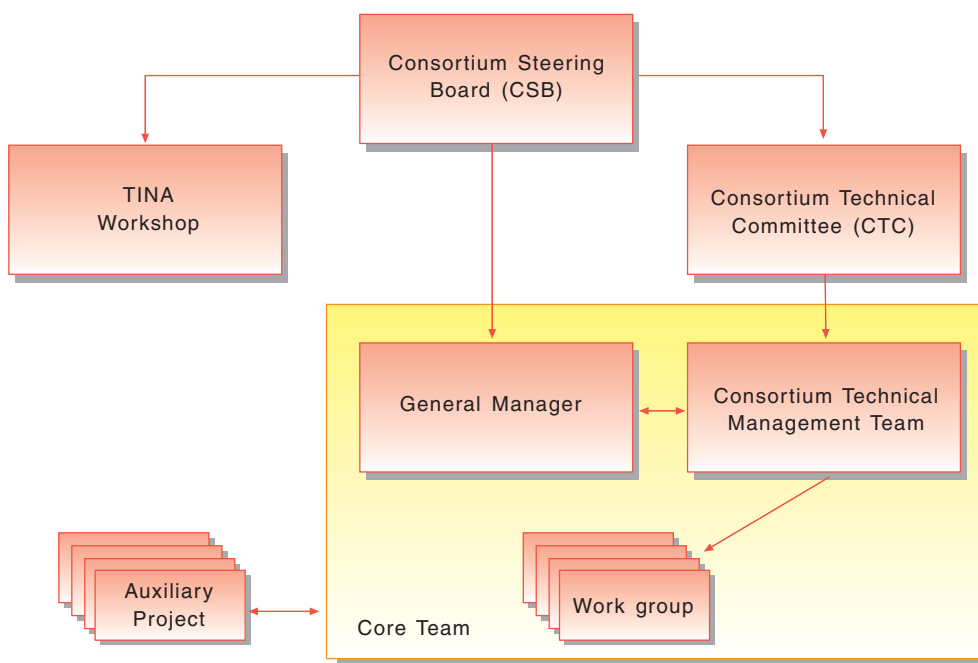 Consortium Steering
Board (CSB)
TINA
Workshop
Consortium Technical
Committee (CTC)
General Manager
Consortium Technical
Management Team
Auxiliary
Project
Work group
Core Team